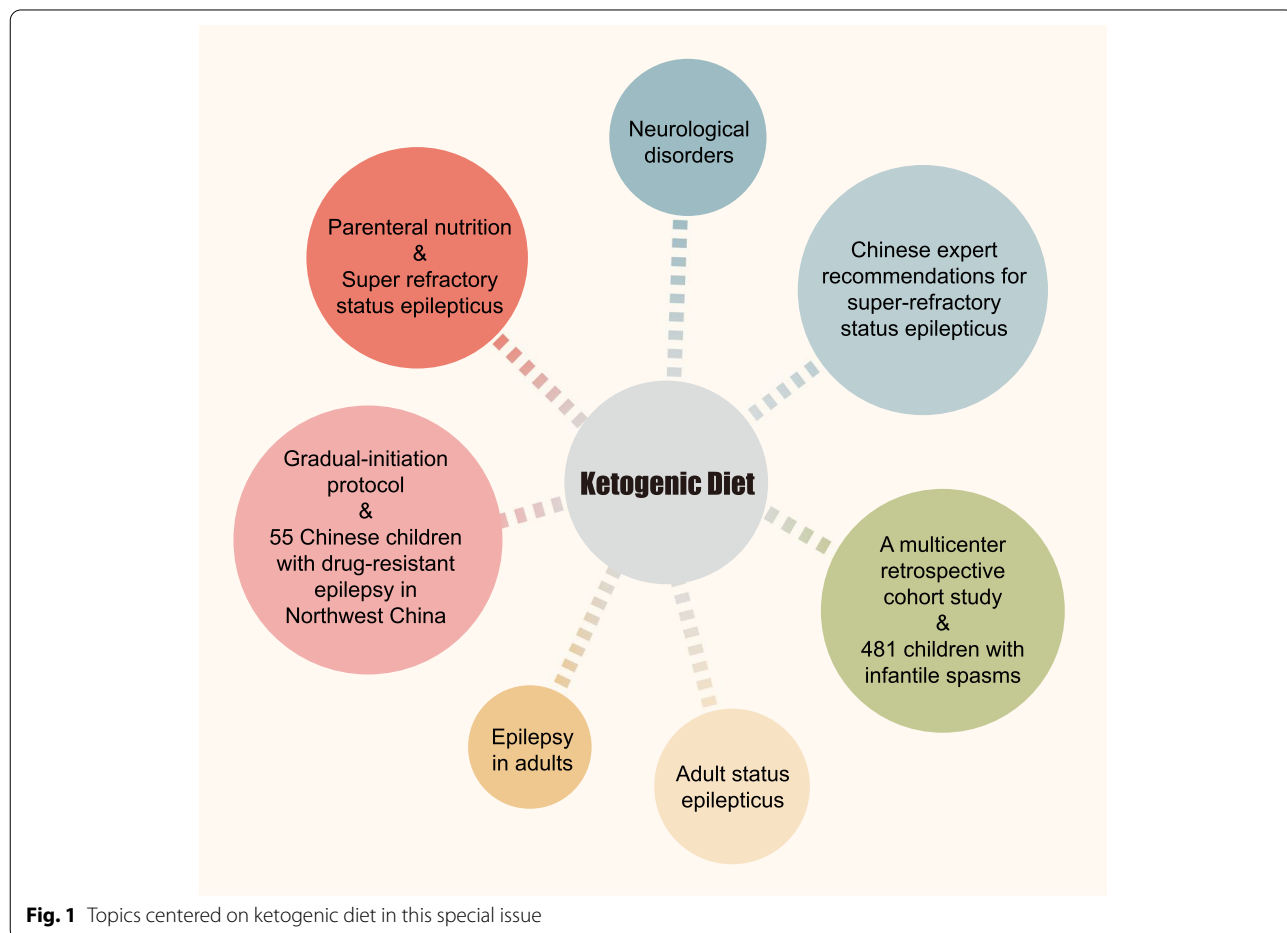 Neurological
disorders
Parenteral nutrition
&
Super refractory
status epilepticus
Chinese expert
recommendations for
super-refractory
status epilepticus
Ketogenic Diet
Gradual-initiation
protocol
&
55 Chinese children
with drug-resistant
epilepsy in
Northwest China
A multicenter
retrospective
cohort study
&
481 children with
infantile spasms
Epilepsy
in adults
Adult status
epilepticus
Fig. 1 Topics centered on ketogenic diet in this special issue